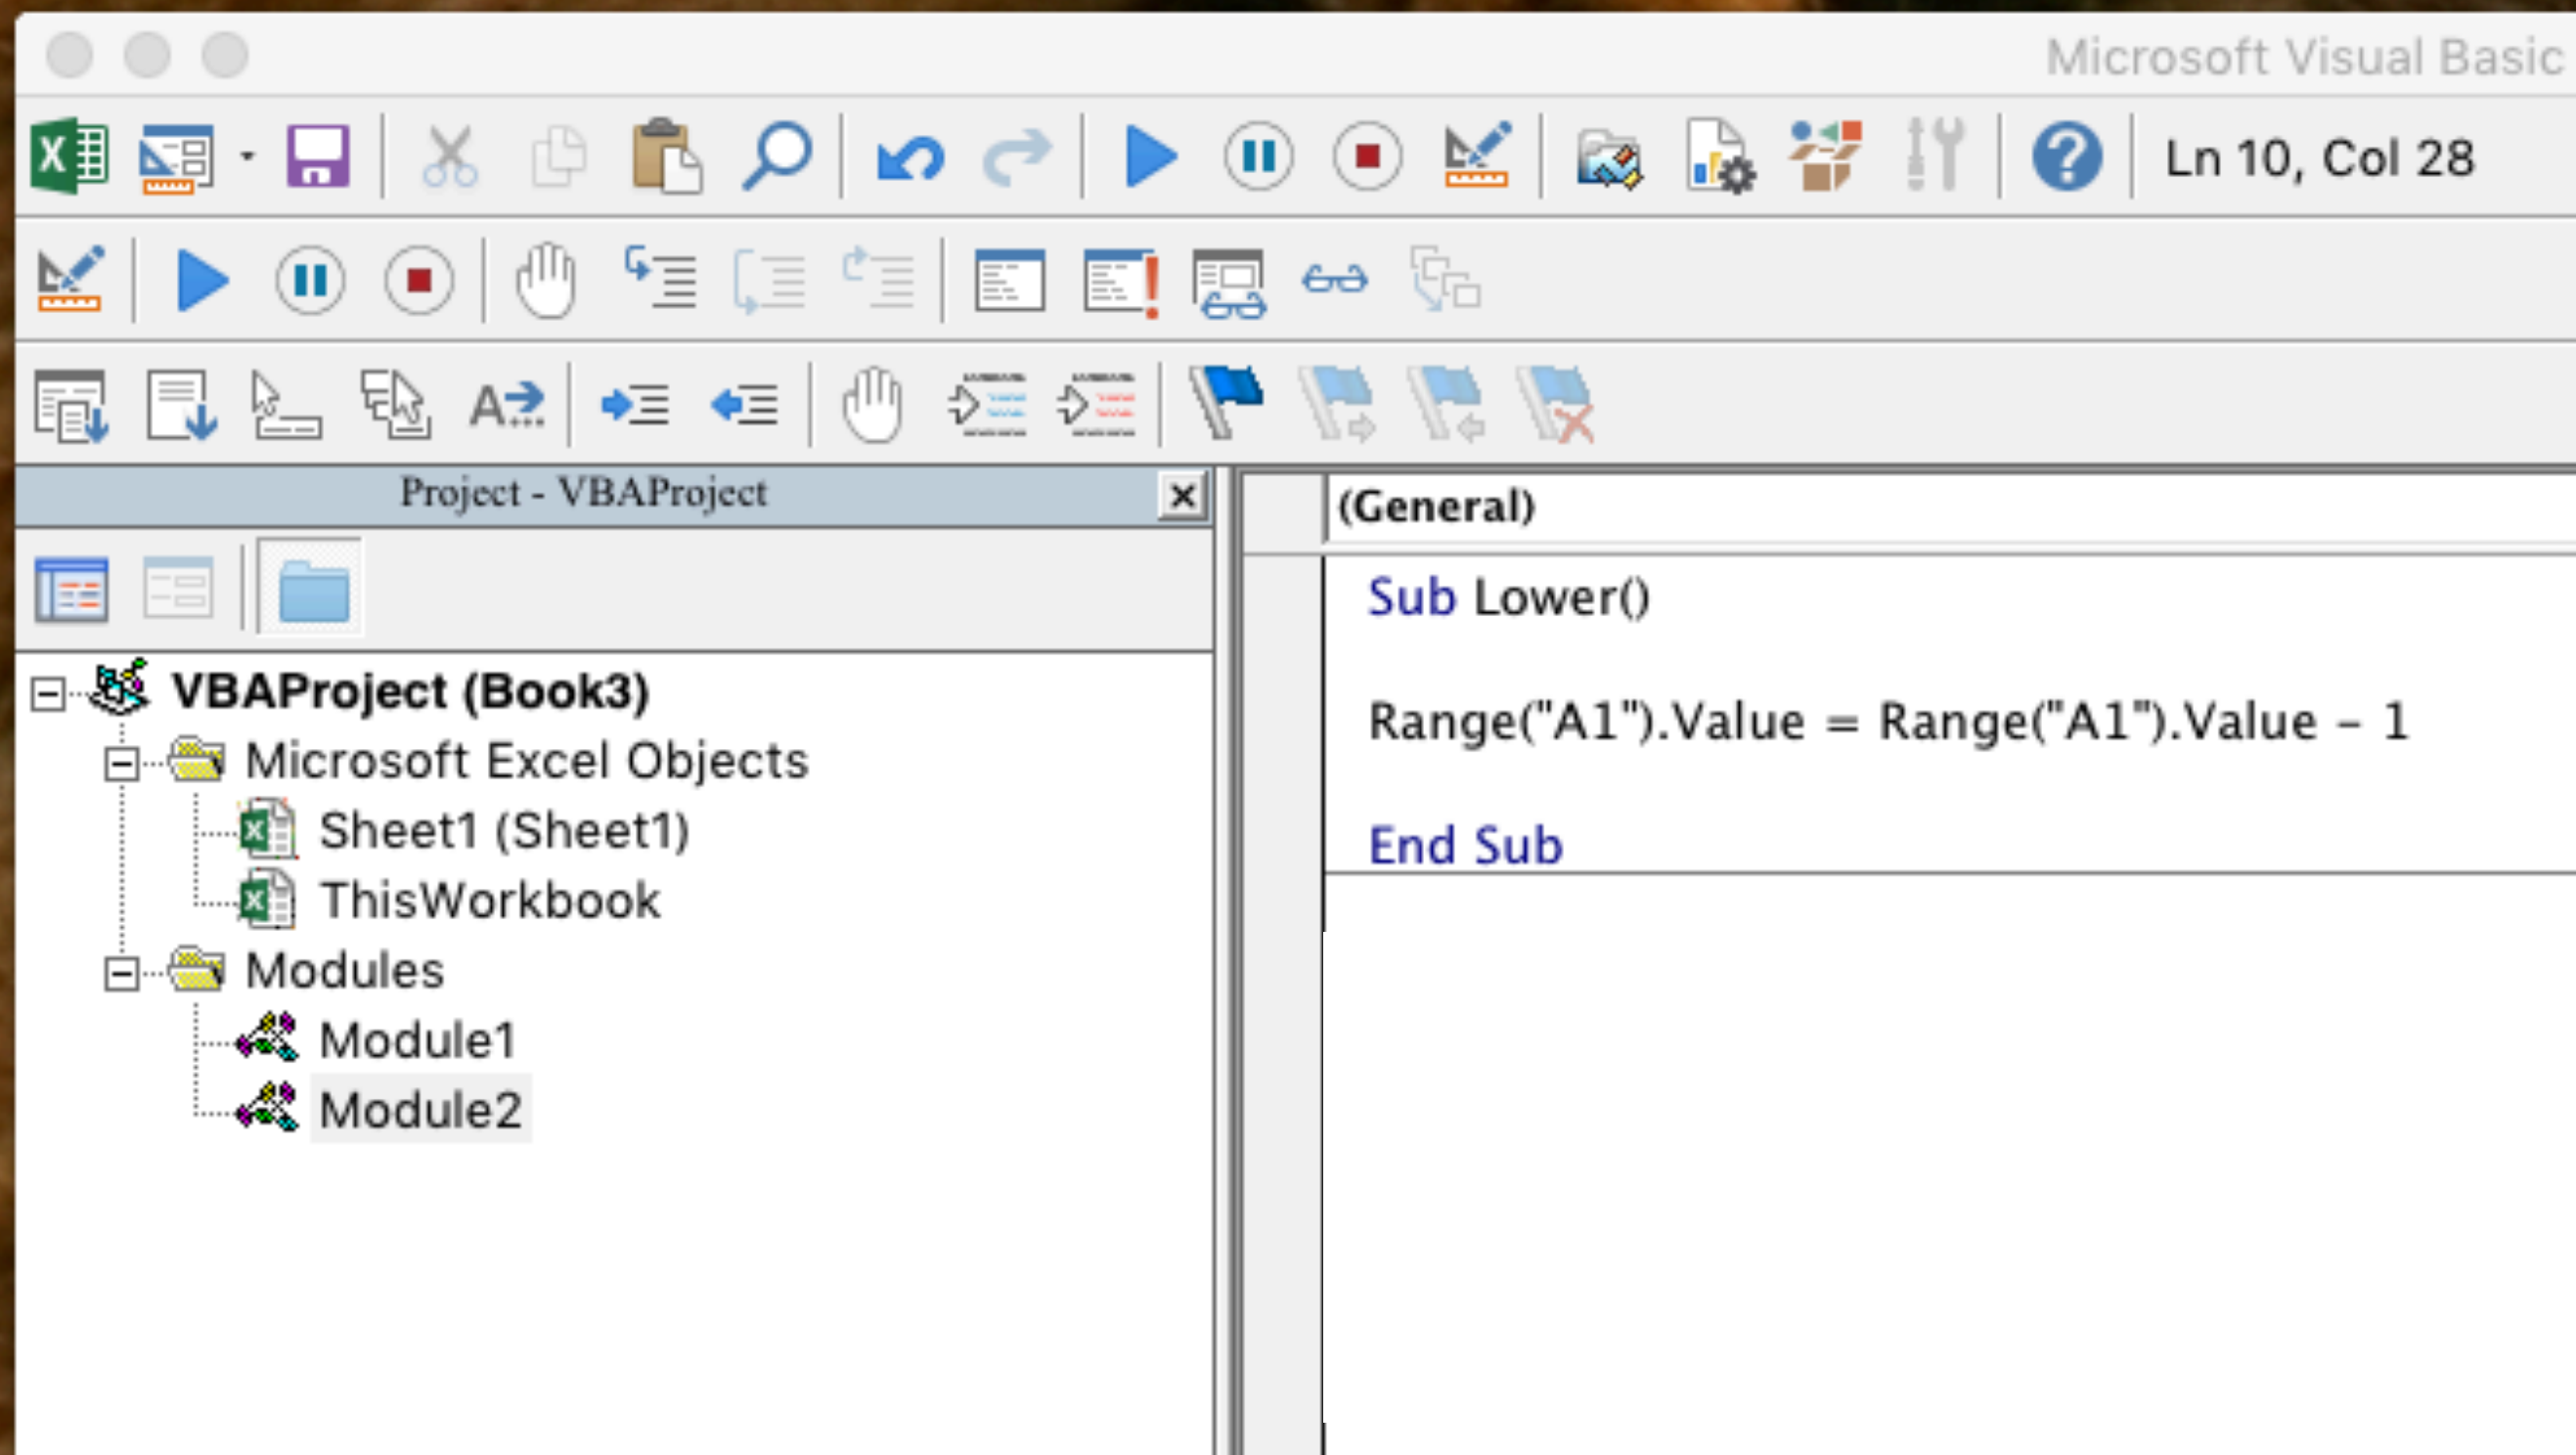 Microsoft Visual Basic
Ln 10, Col 28
Project - VBAProject
(General)
VBAProject (Book3)
Microsoft Excel Objects
Sheet1 (Sheet1)
ThisWorkbook
Modules
Module1
Module2
Sub Lower()
Range("A1").Value = Range("A1").Value - 1
End Sub